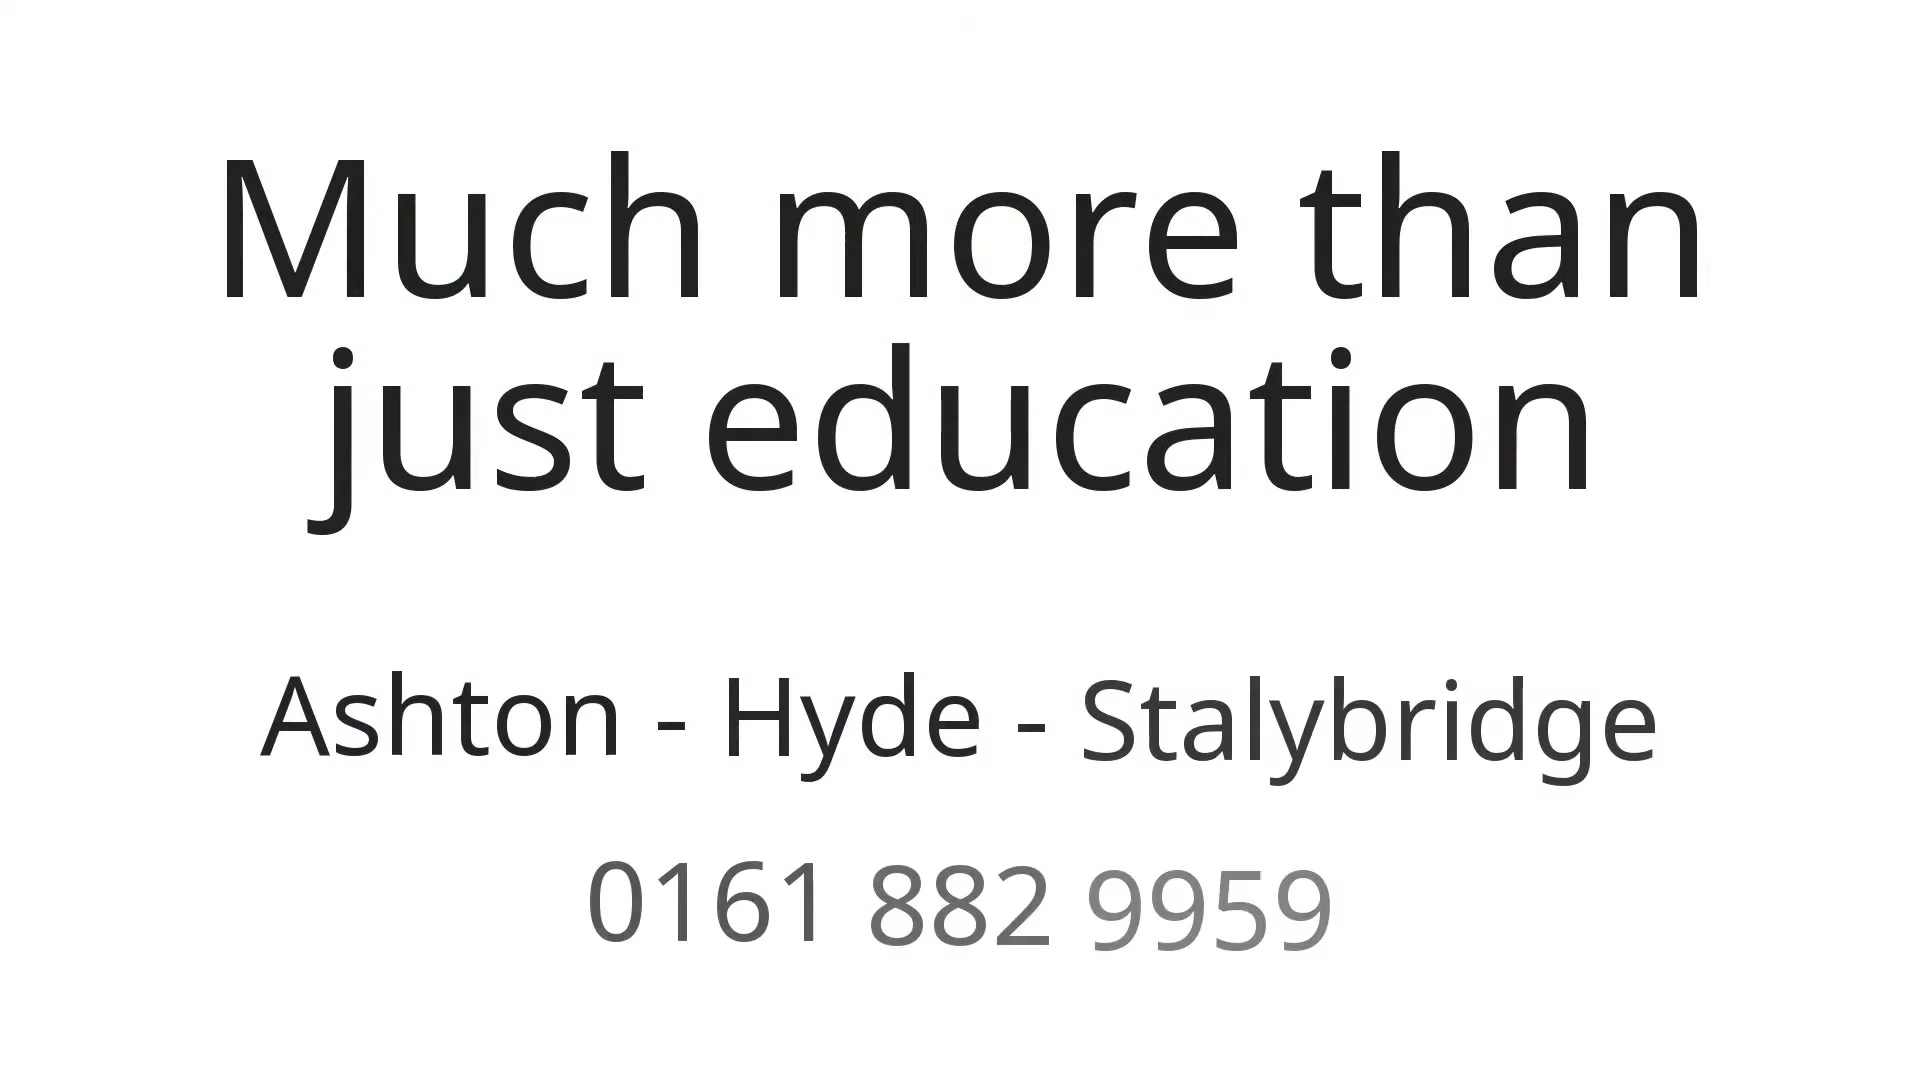 Much more than
just education
Ashton - Hyde - Stalybridge
0161 882 9959